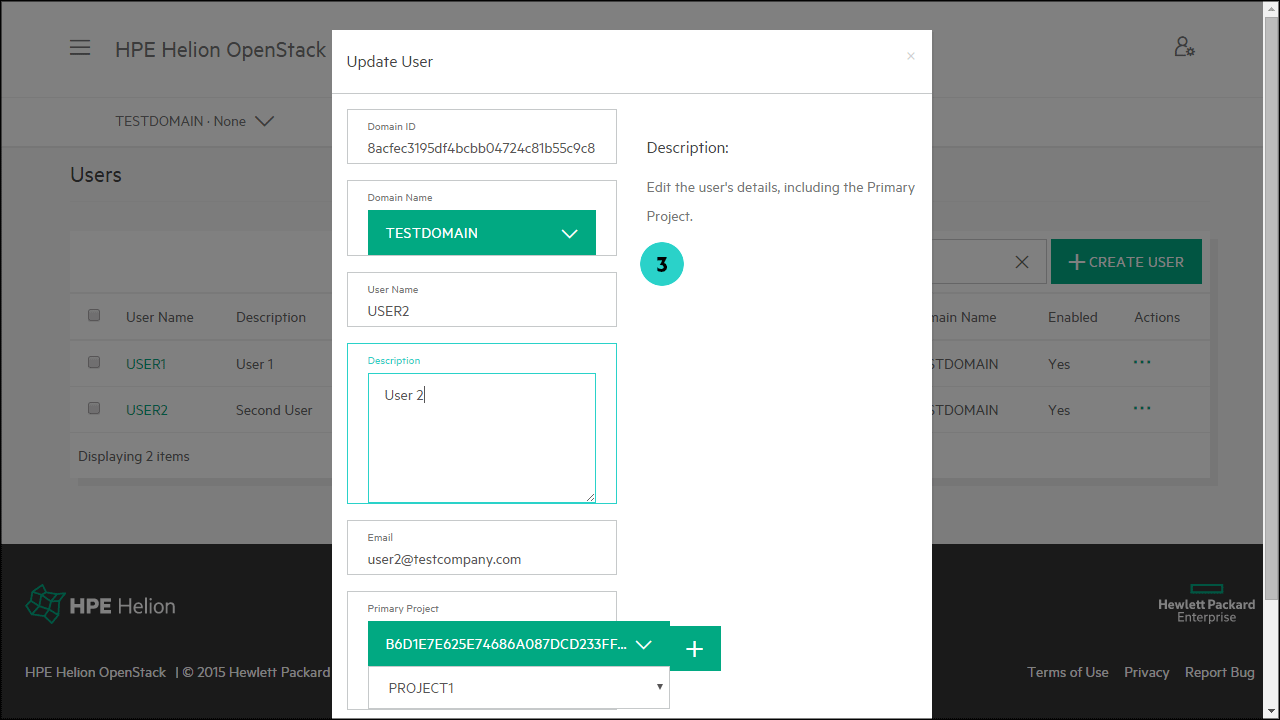 HPE Helion OpenStack
TESTDOMAIN · None
Users
CREATE USER
User Name Description main Name Enabled Actions
USER1 User 1 STDOMAIN Yes
USER2 Second User STDOMAIN Yes
Displaying 2 items
Update User
Domain ID
8acfec3195df4bcbb04724c81b55c9c8
Domain Name
TESTDOMAIN
User Name
USER2
Description
User 2
Email
user2@testcompany.com
Primary Project
B6D1E7E625E74686A087DCD233FF...
PROJECT1
Description:
Edit the user's details, including the Primary
Project.
3
HPE Helion
Hewlett Packard
Enterprise
HPE Helion OpenStack | © 2015 Hewlett Packard
Terms of Use Privacy Report Bug